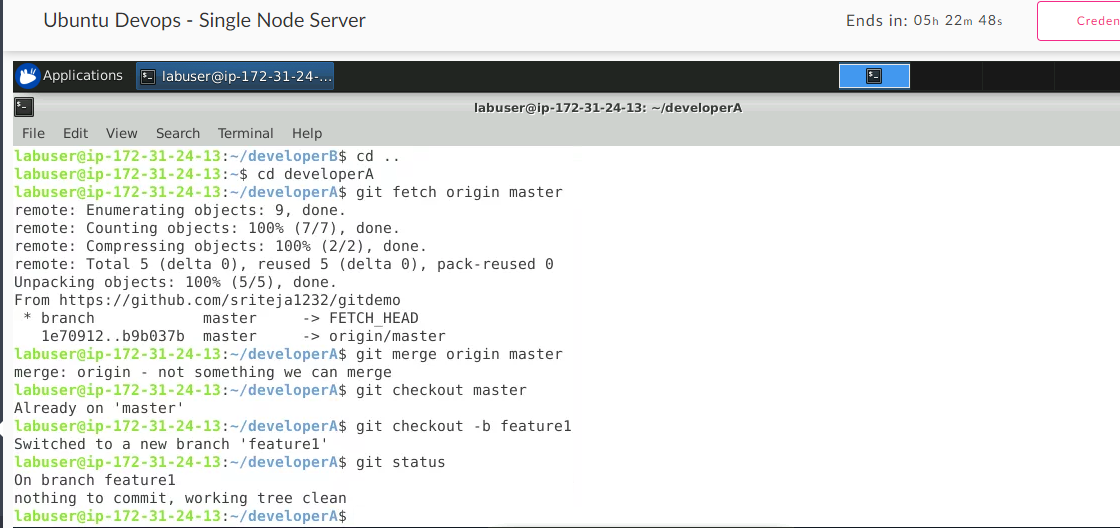 Ubuntu Devops - Single Node Server
Ends in: 05h 22m 48s
Creden
Applications
labuser@ip-172-31-24-...
labuser@ip-172-31-24-13: ~/developerA
File Edit View Search Terminal Help
labuser@ip-172-31-24-13:~/developerB$ cd ..
labuser@ip-172-31-24-13:~$ cd developerA
labuser@ip-172-31-24-13:~/developerA$ git fetch origin master
remote: Enumerating objects: 9, done.
remote: Counting objects: 100% (7/7), done.
remote: Compressing objects: 100% (2/2), done.
remote: Total 5 (delta 0), reused 5 (delta 0), pack-reused 0
Unpacking objects: 100% (5/5), done.
From https://github.com/sriteja1232/gitdemo
 * branch            master     -> FETCH_HEAD
   1e70912..b9b037b  master     -> origin/master
labuser@ip-172-31-24-13:~/developerA$ git merge origin master
merge: origin - not something we can merge
labuser@ip-172-31-24-13:~/developerA$ git checkout master
Already on 'master'
labuser@ip-172-31-24-13:~/developerA$ git checkout -b feature1
Switched to a new branch 'feature1'
labuser@ip-172-31-24-13:~/developerA$ git status
On branch feature1
nothing to commit, working tree clean
labuser@ip-172-31-24-13:~/developerA$